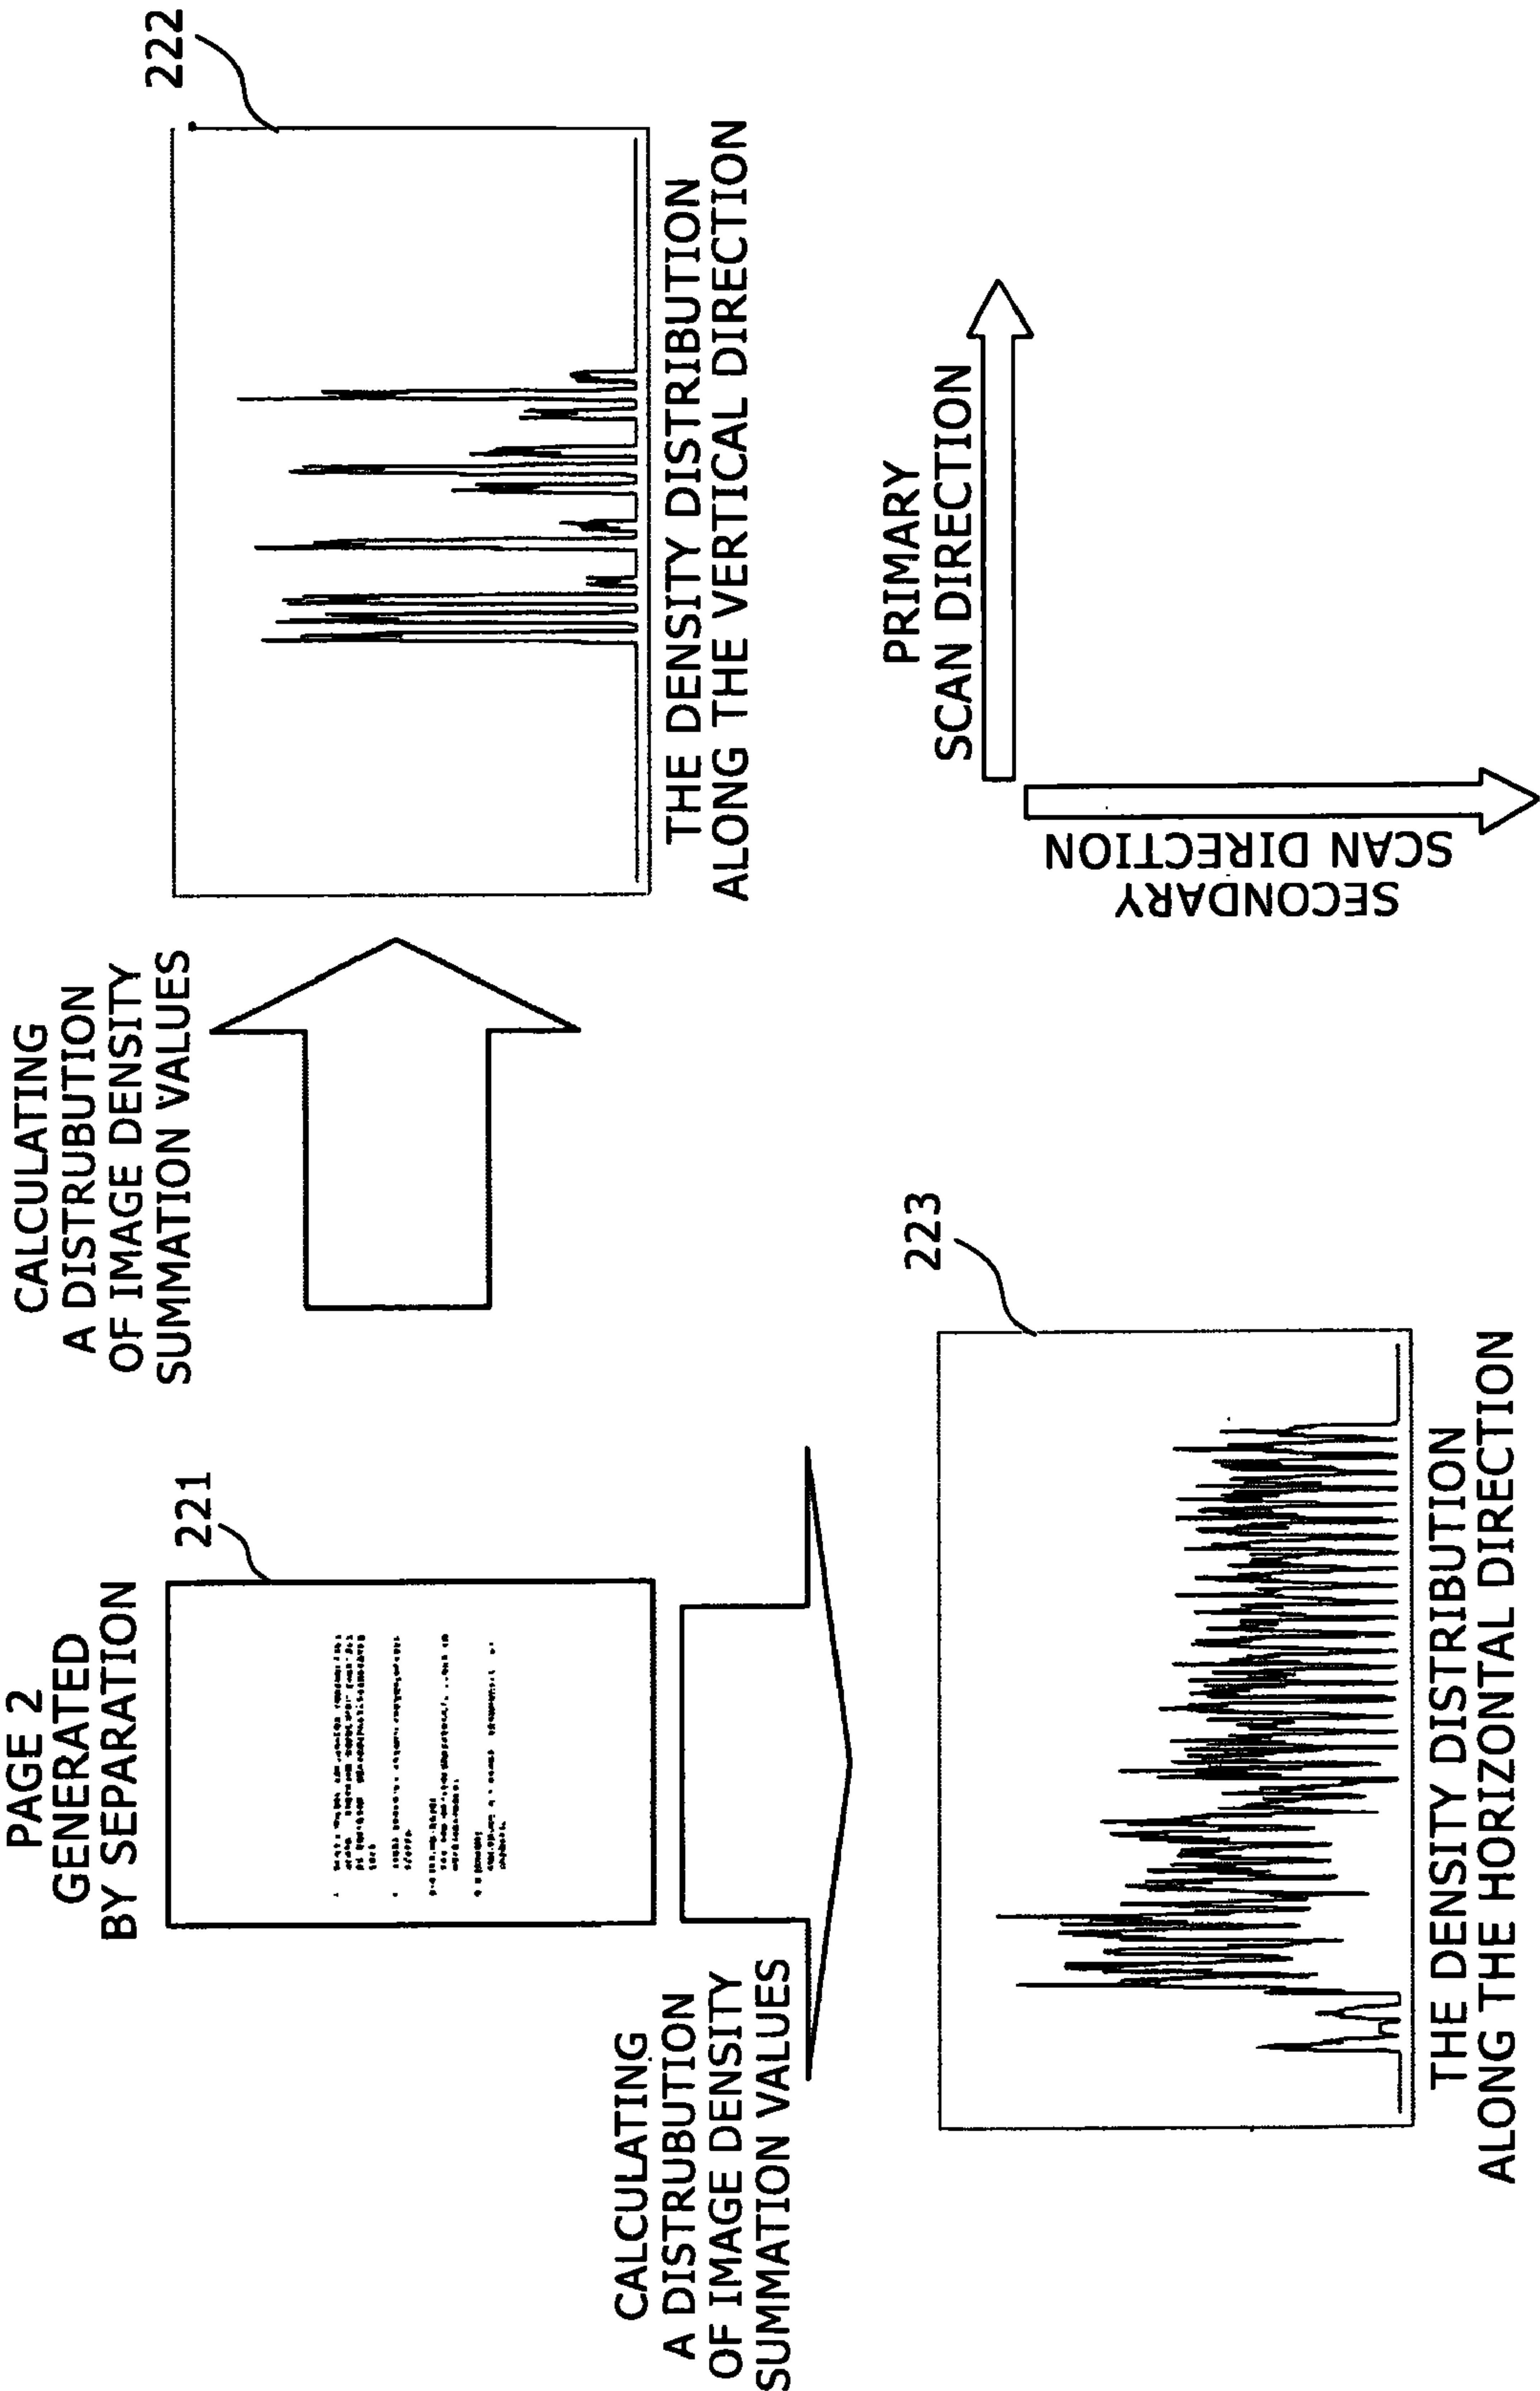 PAGE 2
GENERATED
BY SEPARATION
221
CALCULATING
A DISTRUBUTION
OF IMAGE DENSITY
SUMMATION VALUES
222
THE DENSITY DISTRIBUTION
ALONG THE VERTICAL DIRECTION
CALCULATING
A DISTRUBUTION
OF IMAGE DENSITY
SUMMATION VALUES
223
THE DENSITY DISTRIBUTION
ALONG THE HORIZONTAL DIRECTION
PRIMARY
SCAN DIRECTION
SECONDARY
SCAN DIRECTION